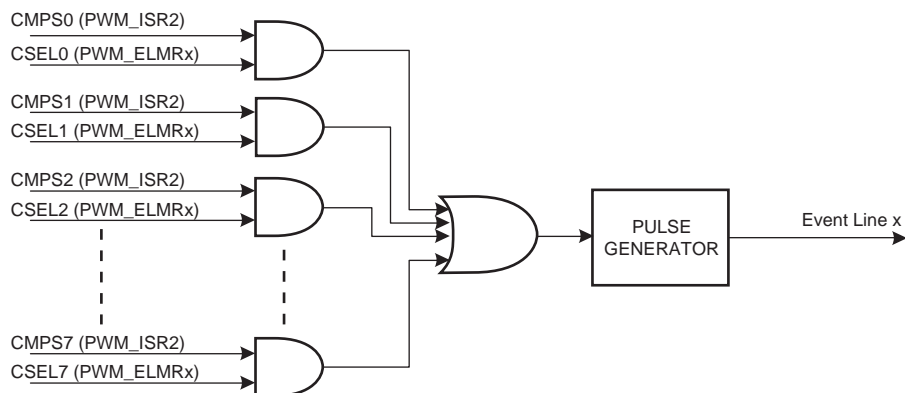 CMPS0 (PWM_ISR2)
CSEL0 (PWM_ELMRx)
CMPS1 (PWM_ISR2)
CSEL1 (PWM_ELMRx)
CMPS2 (PWM_ISR2)
CSEL2 (PWM_ELMRx)
PULSE
GENERATOR
Event Line x
CMPS7 (PWM_ISR2)
CSEL7 (PWM_ELMRx)